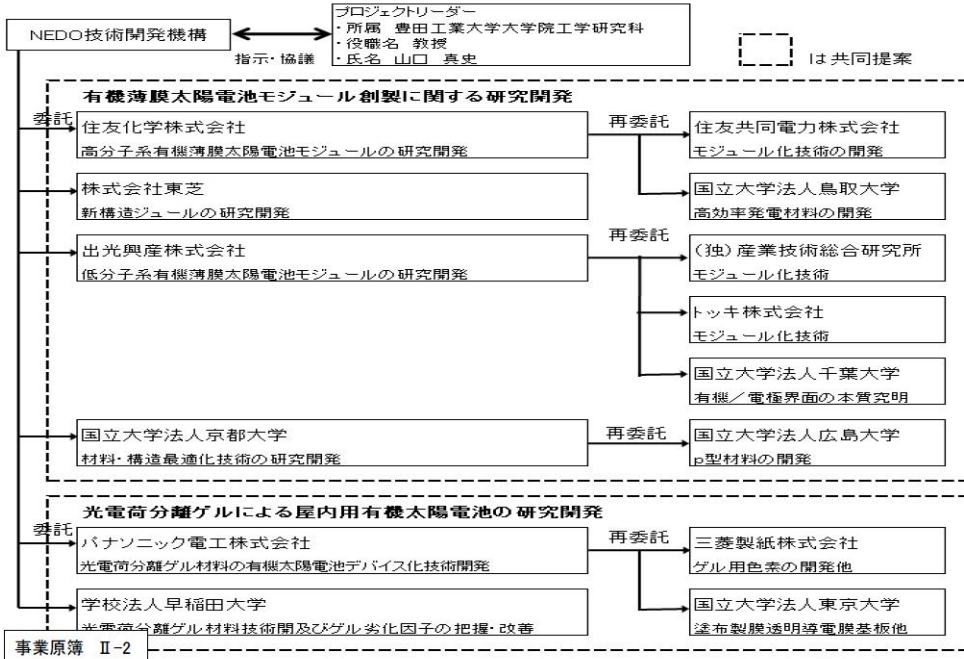 NEDO技術開発機構
プロジェクトリーダー
・所属 豊田工業大学大学院工学研究科
・役職名 教授
・氏名 山口 真史
指示・協議
は共同提案
有機薄膜太陽電池モジュール創製に関する研究開発
委託
住友化学株式会社
高分子系有機薄膜太陽電池モジュールの研究開発
再委託
住友共同電力株式会社
モジュール化技術の開発
国立大学法人鳥取大学
高効率発電材料の開発
株式会社東芝
新構造ジュールの研究開発
出光興産株式会社
低分子系有機薄膜太陽電池モジュールの研究開発
再委託
(独)産業技術総合研究所
モジュール化技術
トッキ株式会社
モジュール化技術
国立大学法人千葉大学
有機/電極界面の本質究明
国立大学法人京都大学
材料・構造最適化技術の研究開発
再委託
国立大学法人広島大学
p型材料の開発
光電荷分離ゲルによる屋内用有機太陽電池の研究開発
委託
パナソニック電工株式会社
光電荷分離ゲル材料の有機太陽電池デバイス化技術開発
再委託
三菱製紙株式会社
ゲル用色素の開発他
国立大学法人東京大学
塗布製膜透明導電膜基板他
学校法人早稲田大学
光電荷分離ゲル材料技術開及びゲル劣化因子の把握・改善
事業原簿 Ⅱ-2